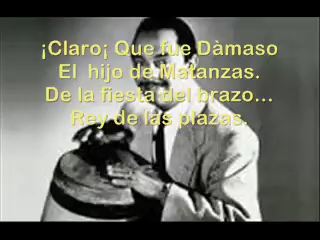 ¡Claro¡ Que fue Dàmaso
El hijo de Matanzas.
De la fiesta del brazo...
Rey de las plazas.